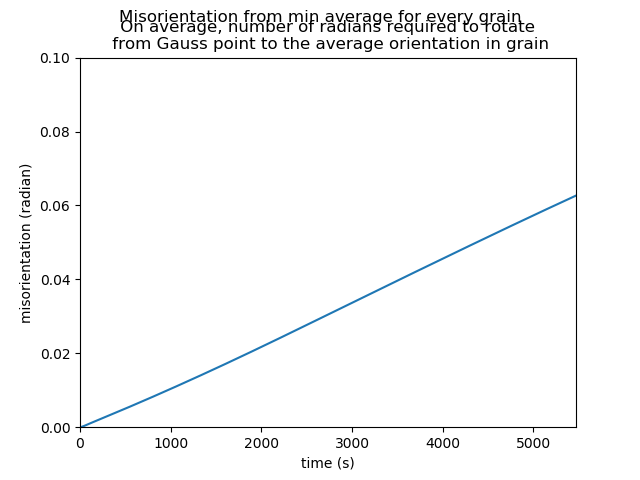 Misorientation from min average for every grain
On average, number of radians required to rotate
from Gauss point to the average orientation in grain
0.10
0.08
0.06
0.04
0.02
0.00
misorientation (radian)
0 1000 2000 3000 4000 5000
time (s)